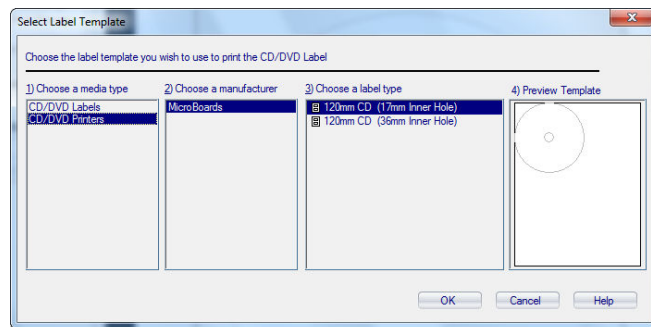 Select Label Template
Choose the label template you wish to use to print the CD/DVD Label
1) Choose a media type
2) Choose a manufacturer
3) Choose a label type
4) Preview Template
CD/DVD Labels
CD/DVD Printers
MicroBoards
120mm CD (17mm Inner Hole)
120mm CD (36mm Inner Hole)
OK
Cancel
Help